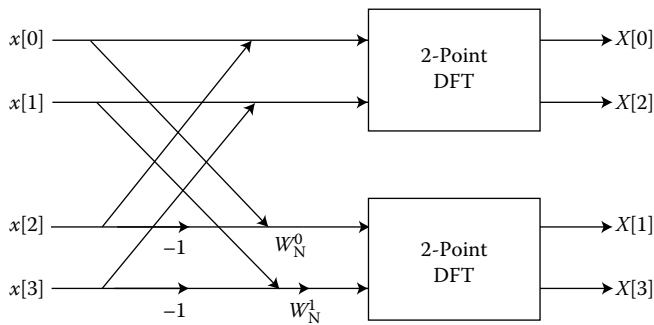 x[0]
2-Point
DFT
X[0]
x[1]
X[2]
x[2]
–1
W_N^0
2-Point
DFT
X[1]
x[3]
–1
W_N^1
X[3]